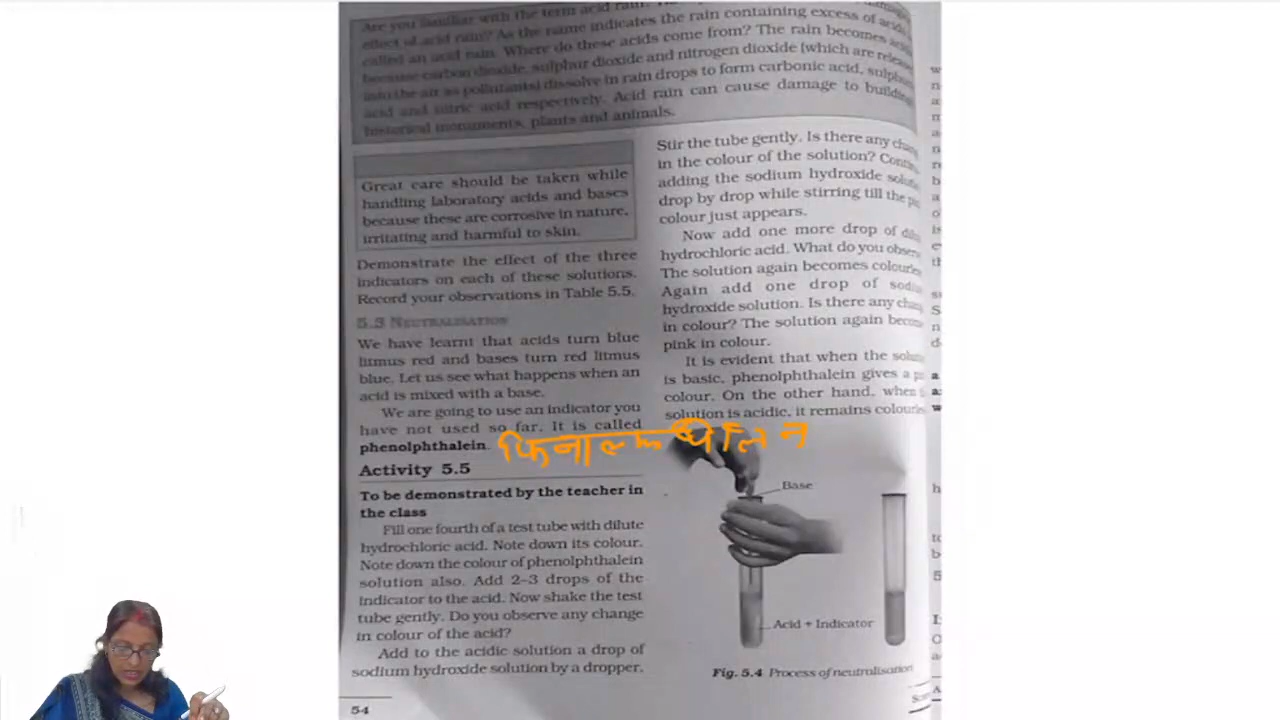 Are you familiar with the term acid rain?
effect of acid rain? As the name indicates the rain containing excess of acids
called an acid rain. Where do these acids come from? The rain becomes
because carbon dioxide, sulphur dioxide and nitrogen dioxide (which are
into the air as pollutants) dissolve in rain drops to form carbonic acid,
acid and nitric acid respectively. Acid rain can cause damage to
historical monuments, plants and animals.
Great care should be taken while
handling laboratory acids and bases
because these are corrosive in nature,
irritating and harmful to skin.
Demonstrate the effect of the three
indicators on each of these solutions.
Record your observations in Table 5.5.
5.3 NEUTRALISATION
We have learnt that acids turn blue
litmus red and bases turn red litmus
blue. Let us see what happens when an
acid is mixed with a base.
We are going to use an indicator you
have not used so far. It is called
phenolphthalein.
Activity 5.5
To be demonstrated by the teacher in
the class
Fill one fourth of a test tube with dilute
hydrochloric acid. Note down its colour.
Note down the colour of phenolphthalein
solution also. Add 2–3 drops of the
indicator to the acid. Now shake the test
tube gently. Do you observe any change
in colour of the acid?
Add to the acidic solution a drop of
sodium hydroxide solution by a dropper.
54
Stir the tube gently. Is there any
in the colour of the solution?
adding the sodium hydroxide
drop by drop while stirring till the
colour just appears.
Now add one more drop of
hydrochloric acid. What do you
The solution again becomes
Again add one drop of
hydroxide solution. Is there any
in colour? The solution again
pink in colour.
It is evident that when the
is basic, phenolphthalein gives a
colour. On the other hand, when
solution is acidic, it remains
Base
Acid + Indicator
Fig. 5.4 Process of neutralisation